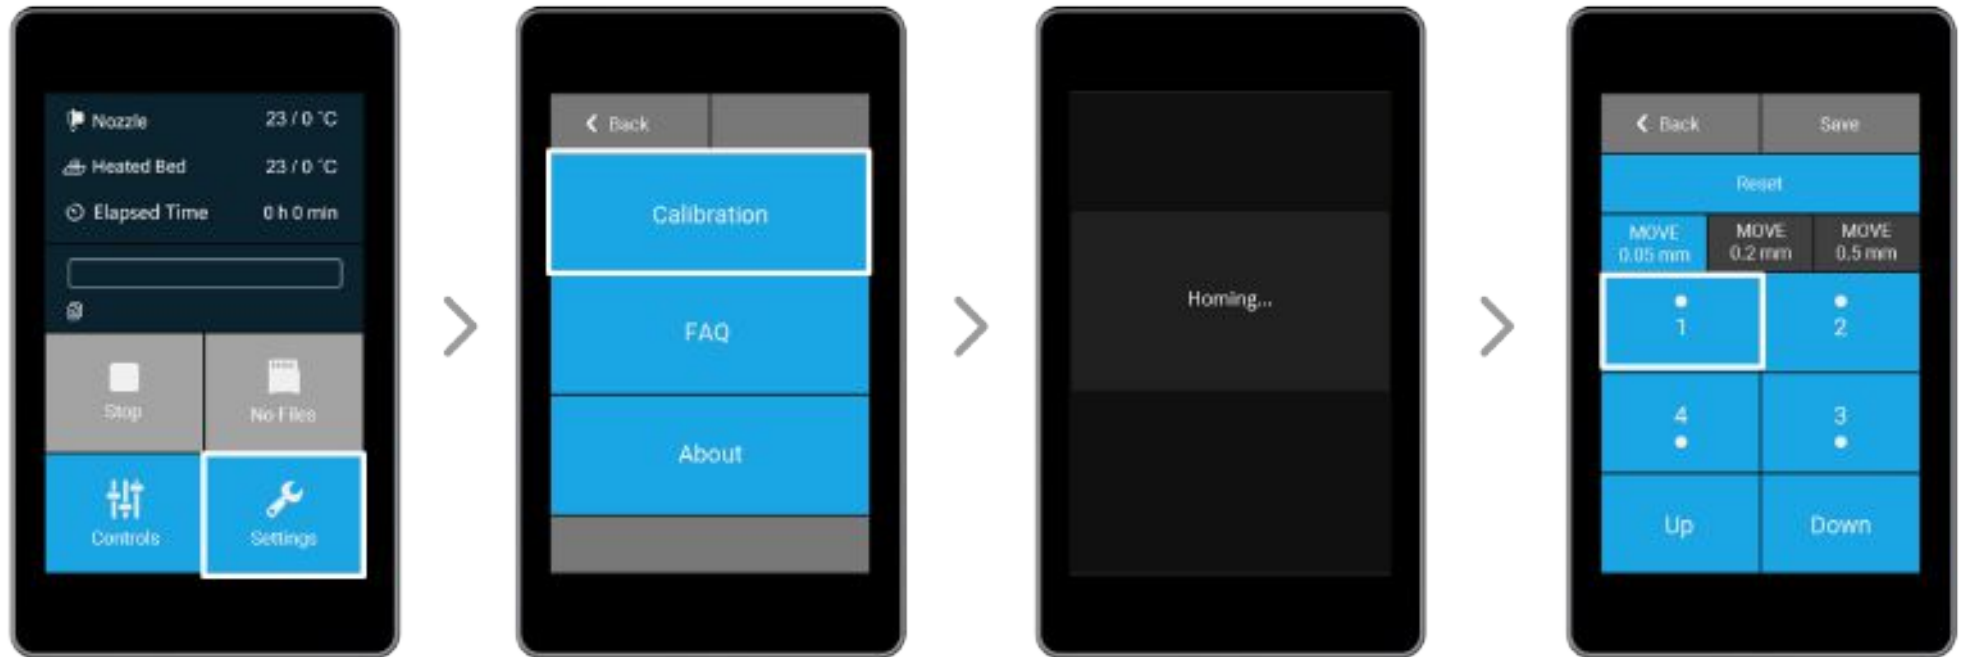 Nozzle 23 / 0 °C
Heated Bed 23 / 0 °C
Elapsed Time 0 h 0 min
Stop No Files
Controls Settings
Back
Calibration
FAQ
About
Homing...
Back Save
Reset
MOVE MOVE MOVE
0.05 mm 0.2 mm 0.5 mm
1 2
4 3
Up Down